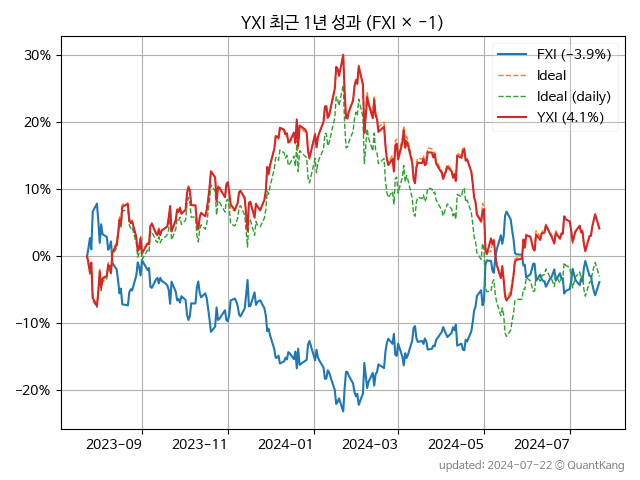 YXI 최근 1년 성과 (FXI × −1)
30%
20%
10%
0%
−10%
−20%
FXI (−3.9%)
Ideal
Ideal (daily)
YXI (4.1%)
2023-09
2023-11
2024-01
2024-03
2024-05
2024-07
updated: 2024-07-22 © QuantKang